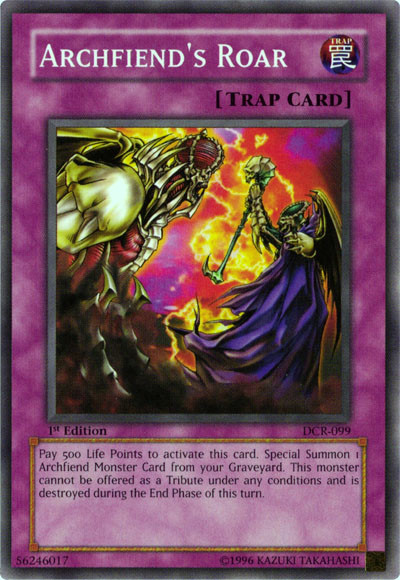 ARCHFIEND'S ROAR
TRAP
罠
[TRAP CARD]
1st Edition
DCR-099
Pay 500 Life Points to activate this card. Special Summon 1
Archfiend Monster Card from your Graveyard. This monster
cannot be offered as a Tribute under any conditions and is
destroyed during the End Phase of this turn.
56246017
©1996 KAZUKI TAKAHASHI